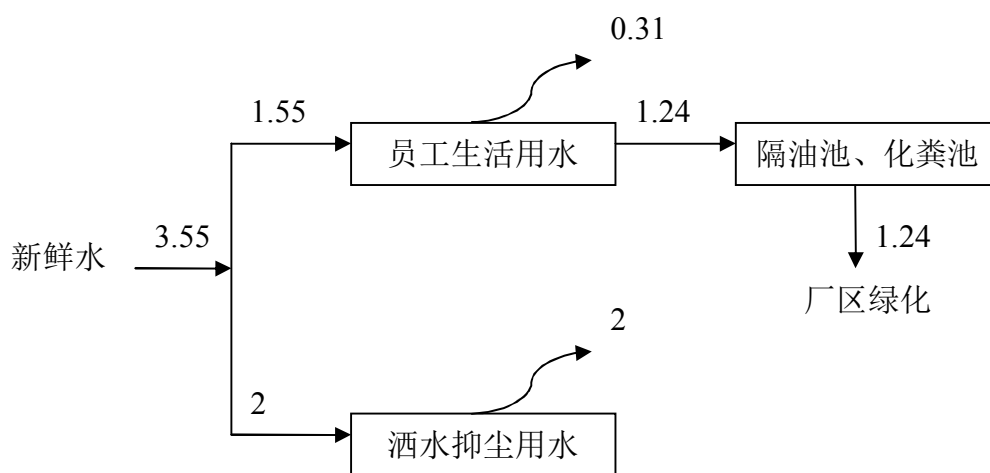 0.31
1.55
1.24
员工生活用水
隔油池、化粪池
新鲜水
3.55
1.24
厂区绿化
2
2
洒水抑尘用水